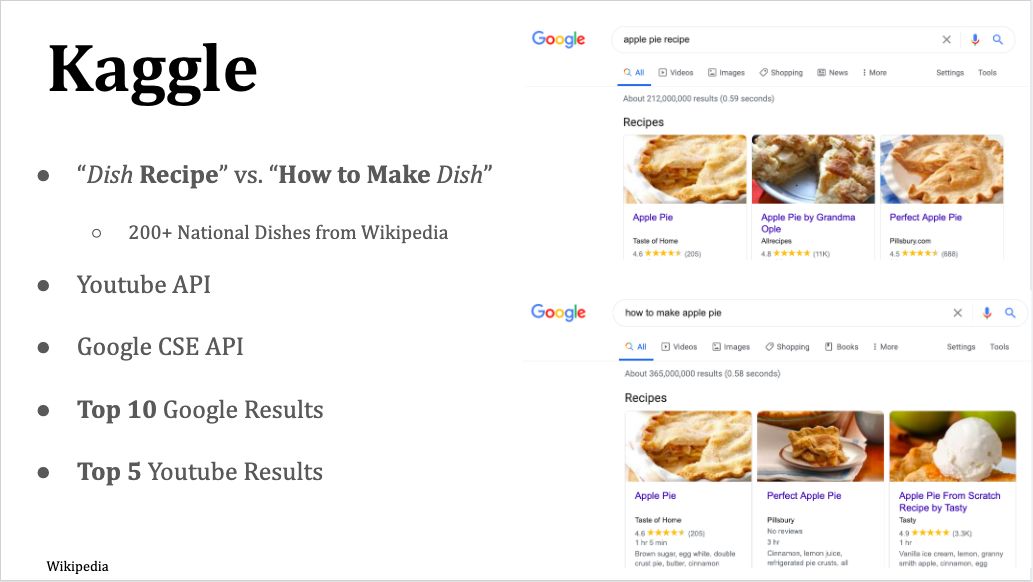 Kaggle
● “Dish Recipe” vs. “How to Make Dish”
○ 200+ National Dishes from Wikipedia
● Youtube API
● Google CSE API
● Top 10 Google Results
● Top 5 Youtube Results
Wikipedia
Google apple pie recipe
All Videos Images Shopping News More Settings Tools
About 212,000,000 results (0.59 seconds)
Recipes
Apple Pie
Taste of Home
4.6 (205)
Apple Pie by Grandma
Ople
Allrecipes
4.8 (11K)
Perfect Apple Pie
Pillsbury.com
4.5 (688)
Google how to make apple pie
All Videos Images Shopping Books More Settings Tools
About 365,000,000 results (0.58 seconds)
Recipes
Apple Pie
Taste of Home
4.6 (205)
1 hr 5 min
Brown sugar, egg white, double
crust pie, butter, cinnamon
Perfect Apple Pie
Pillsbury
No reviews
3 hr
Cinnamon, lemon juice,
refrigerated pie crusts, all
Apple Pie From Scratch
Recipe by Tasty
Tasty
4.9 (3.3K)
1 hr
Vanilla ice cream, lemon, granny
smith apple, cinnamon, egg